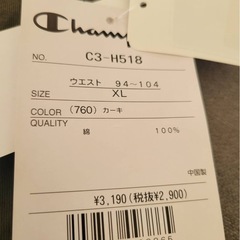 Champ
NO. C3-H518
ウエスト 94~104
SIZE XL
COLOR (760) カーキ
QUALITY
綿 100%
中国製
¥3,190(税抜¥2,900)